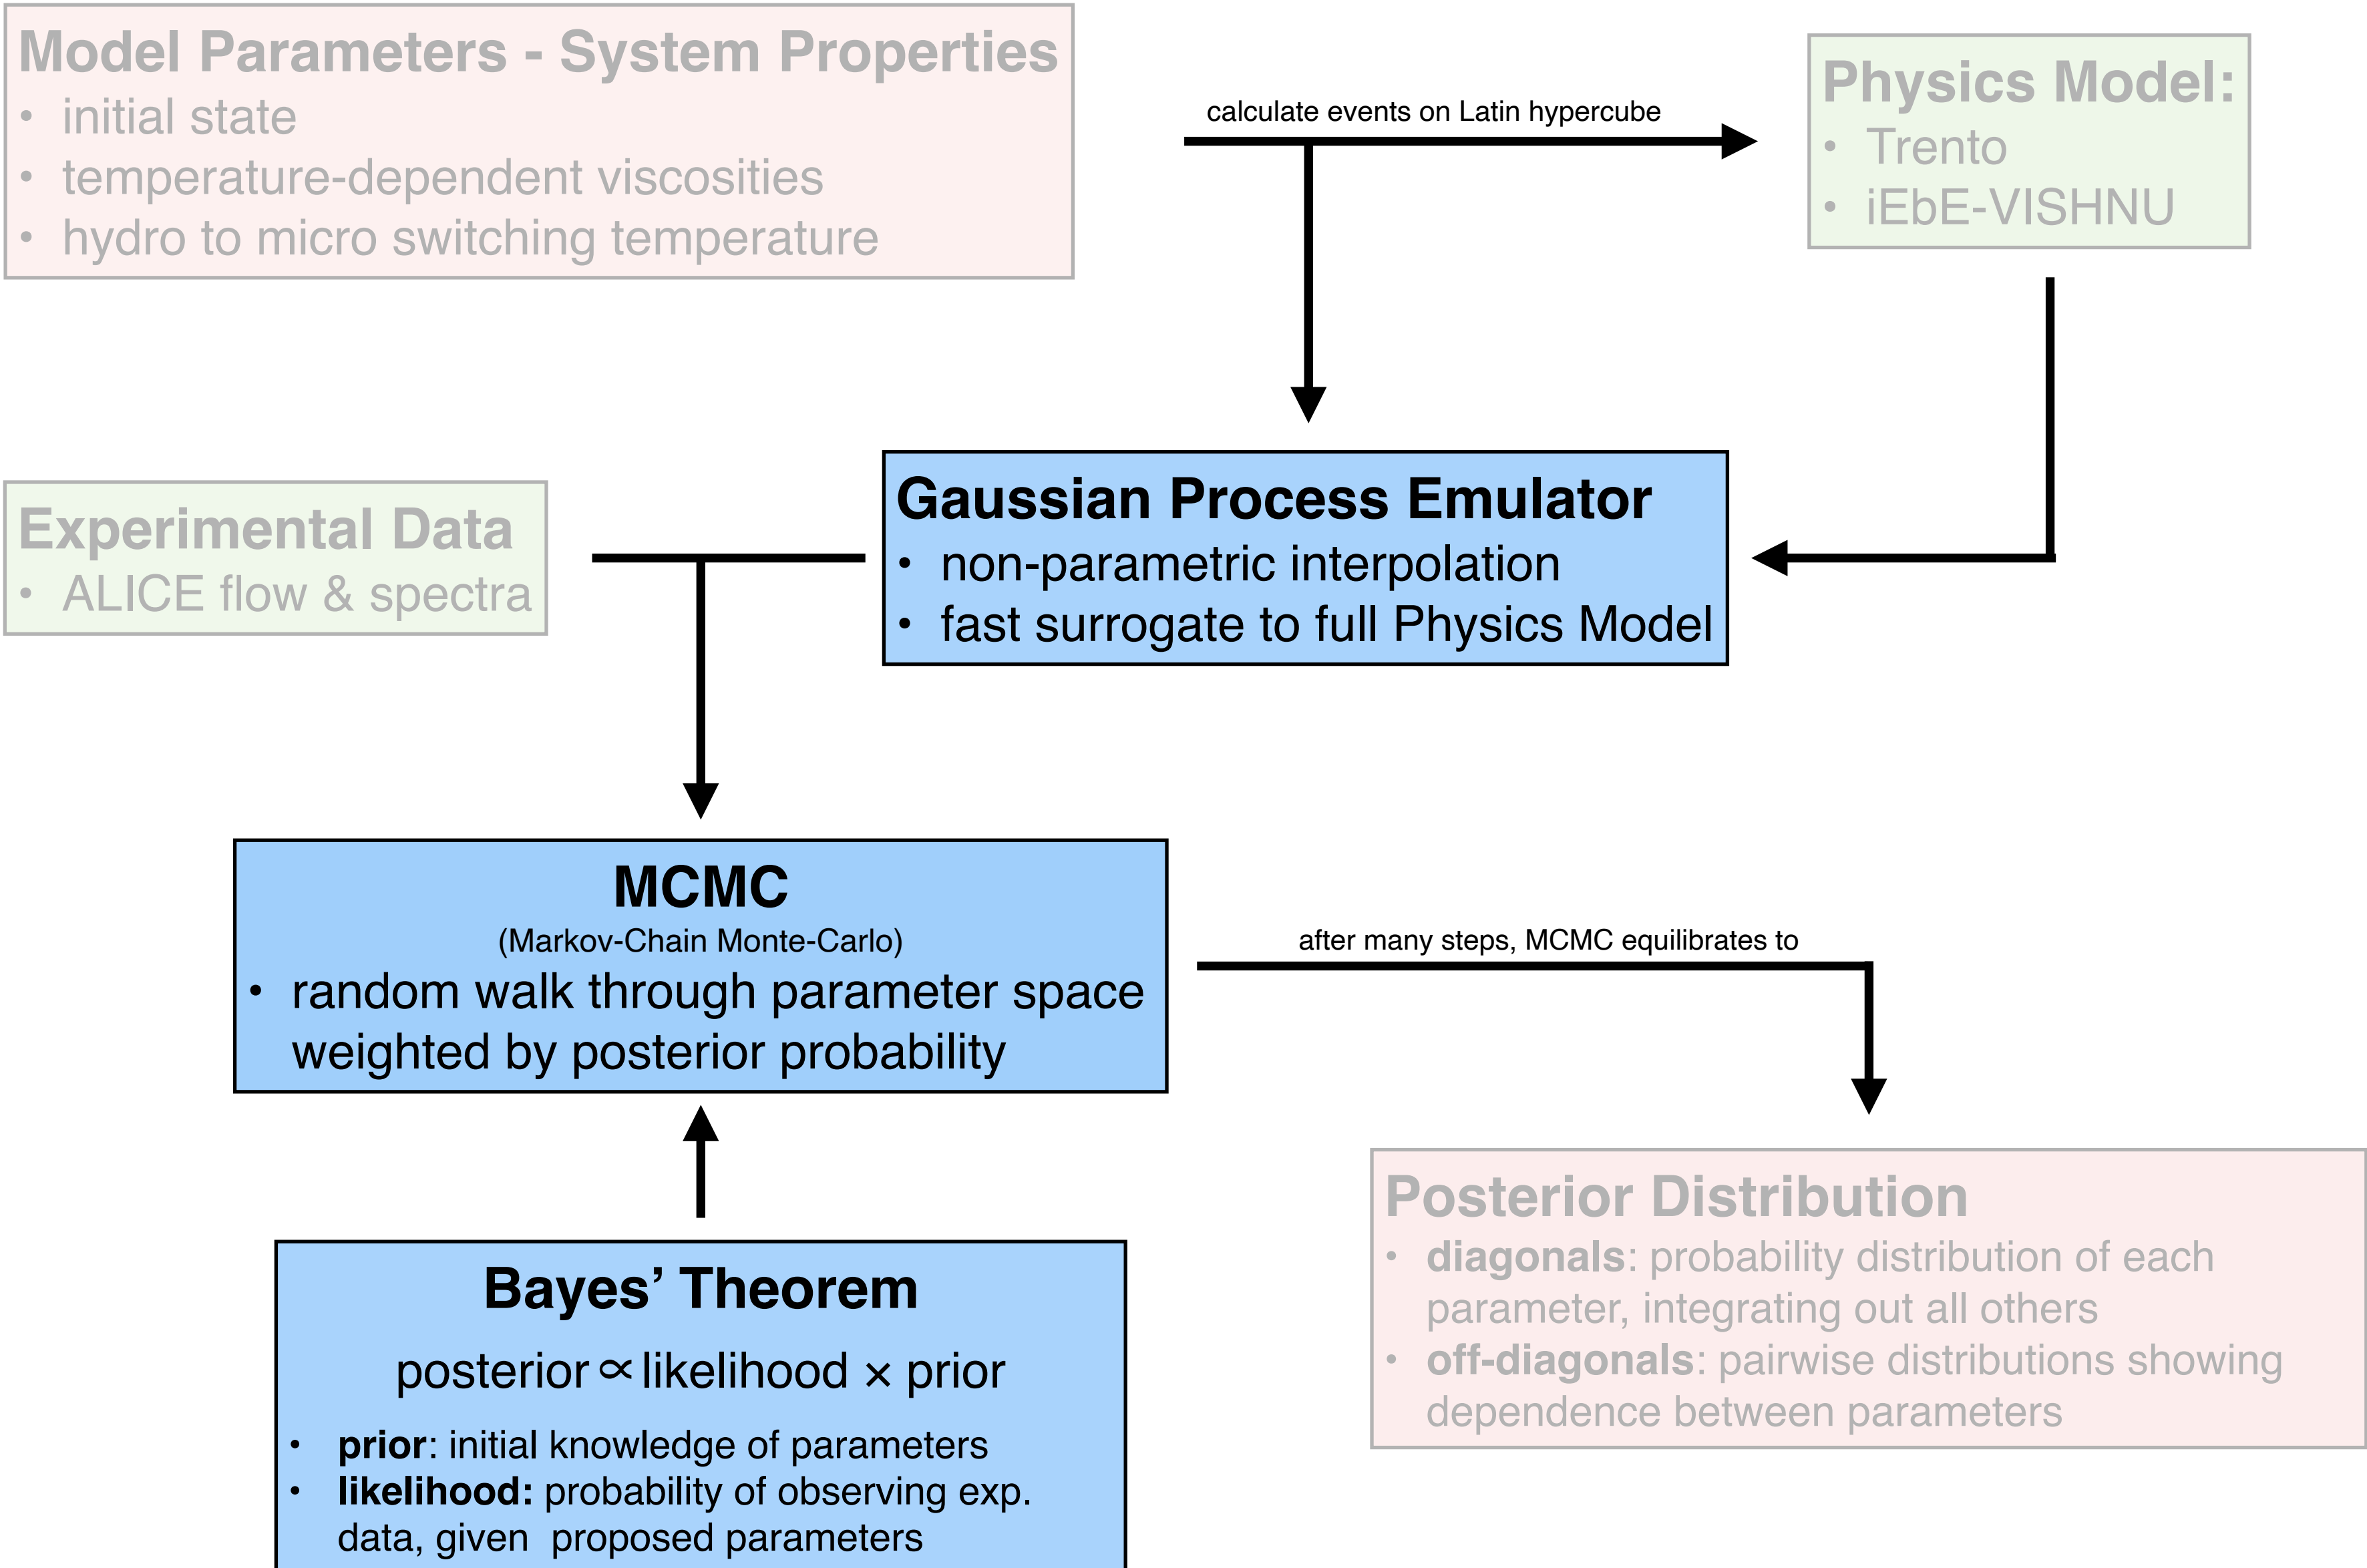 Model Parameters - System Properties
• initial state
• temperature-dependent viscosities
• hydro to micro switching temperature
calculate events on Latin hypercube
Physics Model:
• Trento
• iEbE-VISHNU
Experimental Data
• ALICE flow & spectra
Gaussian Process Emulator
• non-parametric interpolation
• fast surrogate to full Physics Model
MCMC
(Markov-Chain Monte-Carlo)
• random walk through parameter space
weighted by posterior probability
after many steps, MCMC equilibrates to
Posterior Distribution
• diagonals: probability distribution of each
parameter, integrating out all others
• off-diagonals: pairwise distributions showing
dependence between parameters
Bayes’ Theorem
posterior ∝ likelihood × prior
• prior: initial knowledge of parameters
• likelihood: probability of observing exp.
data, given proposed parameters